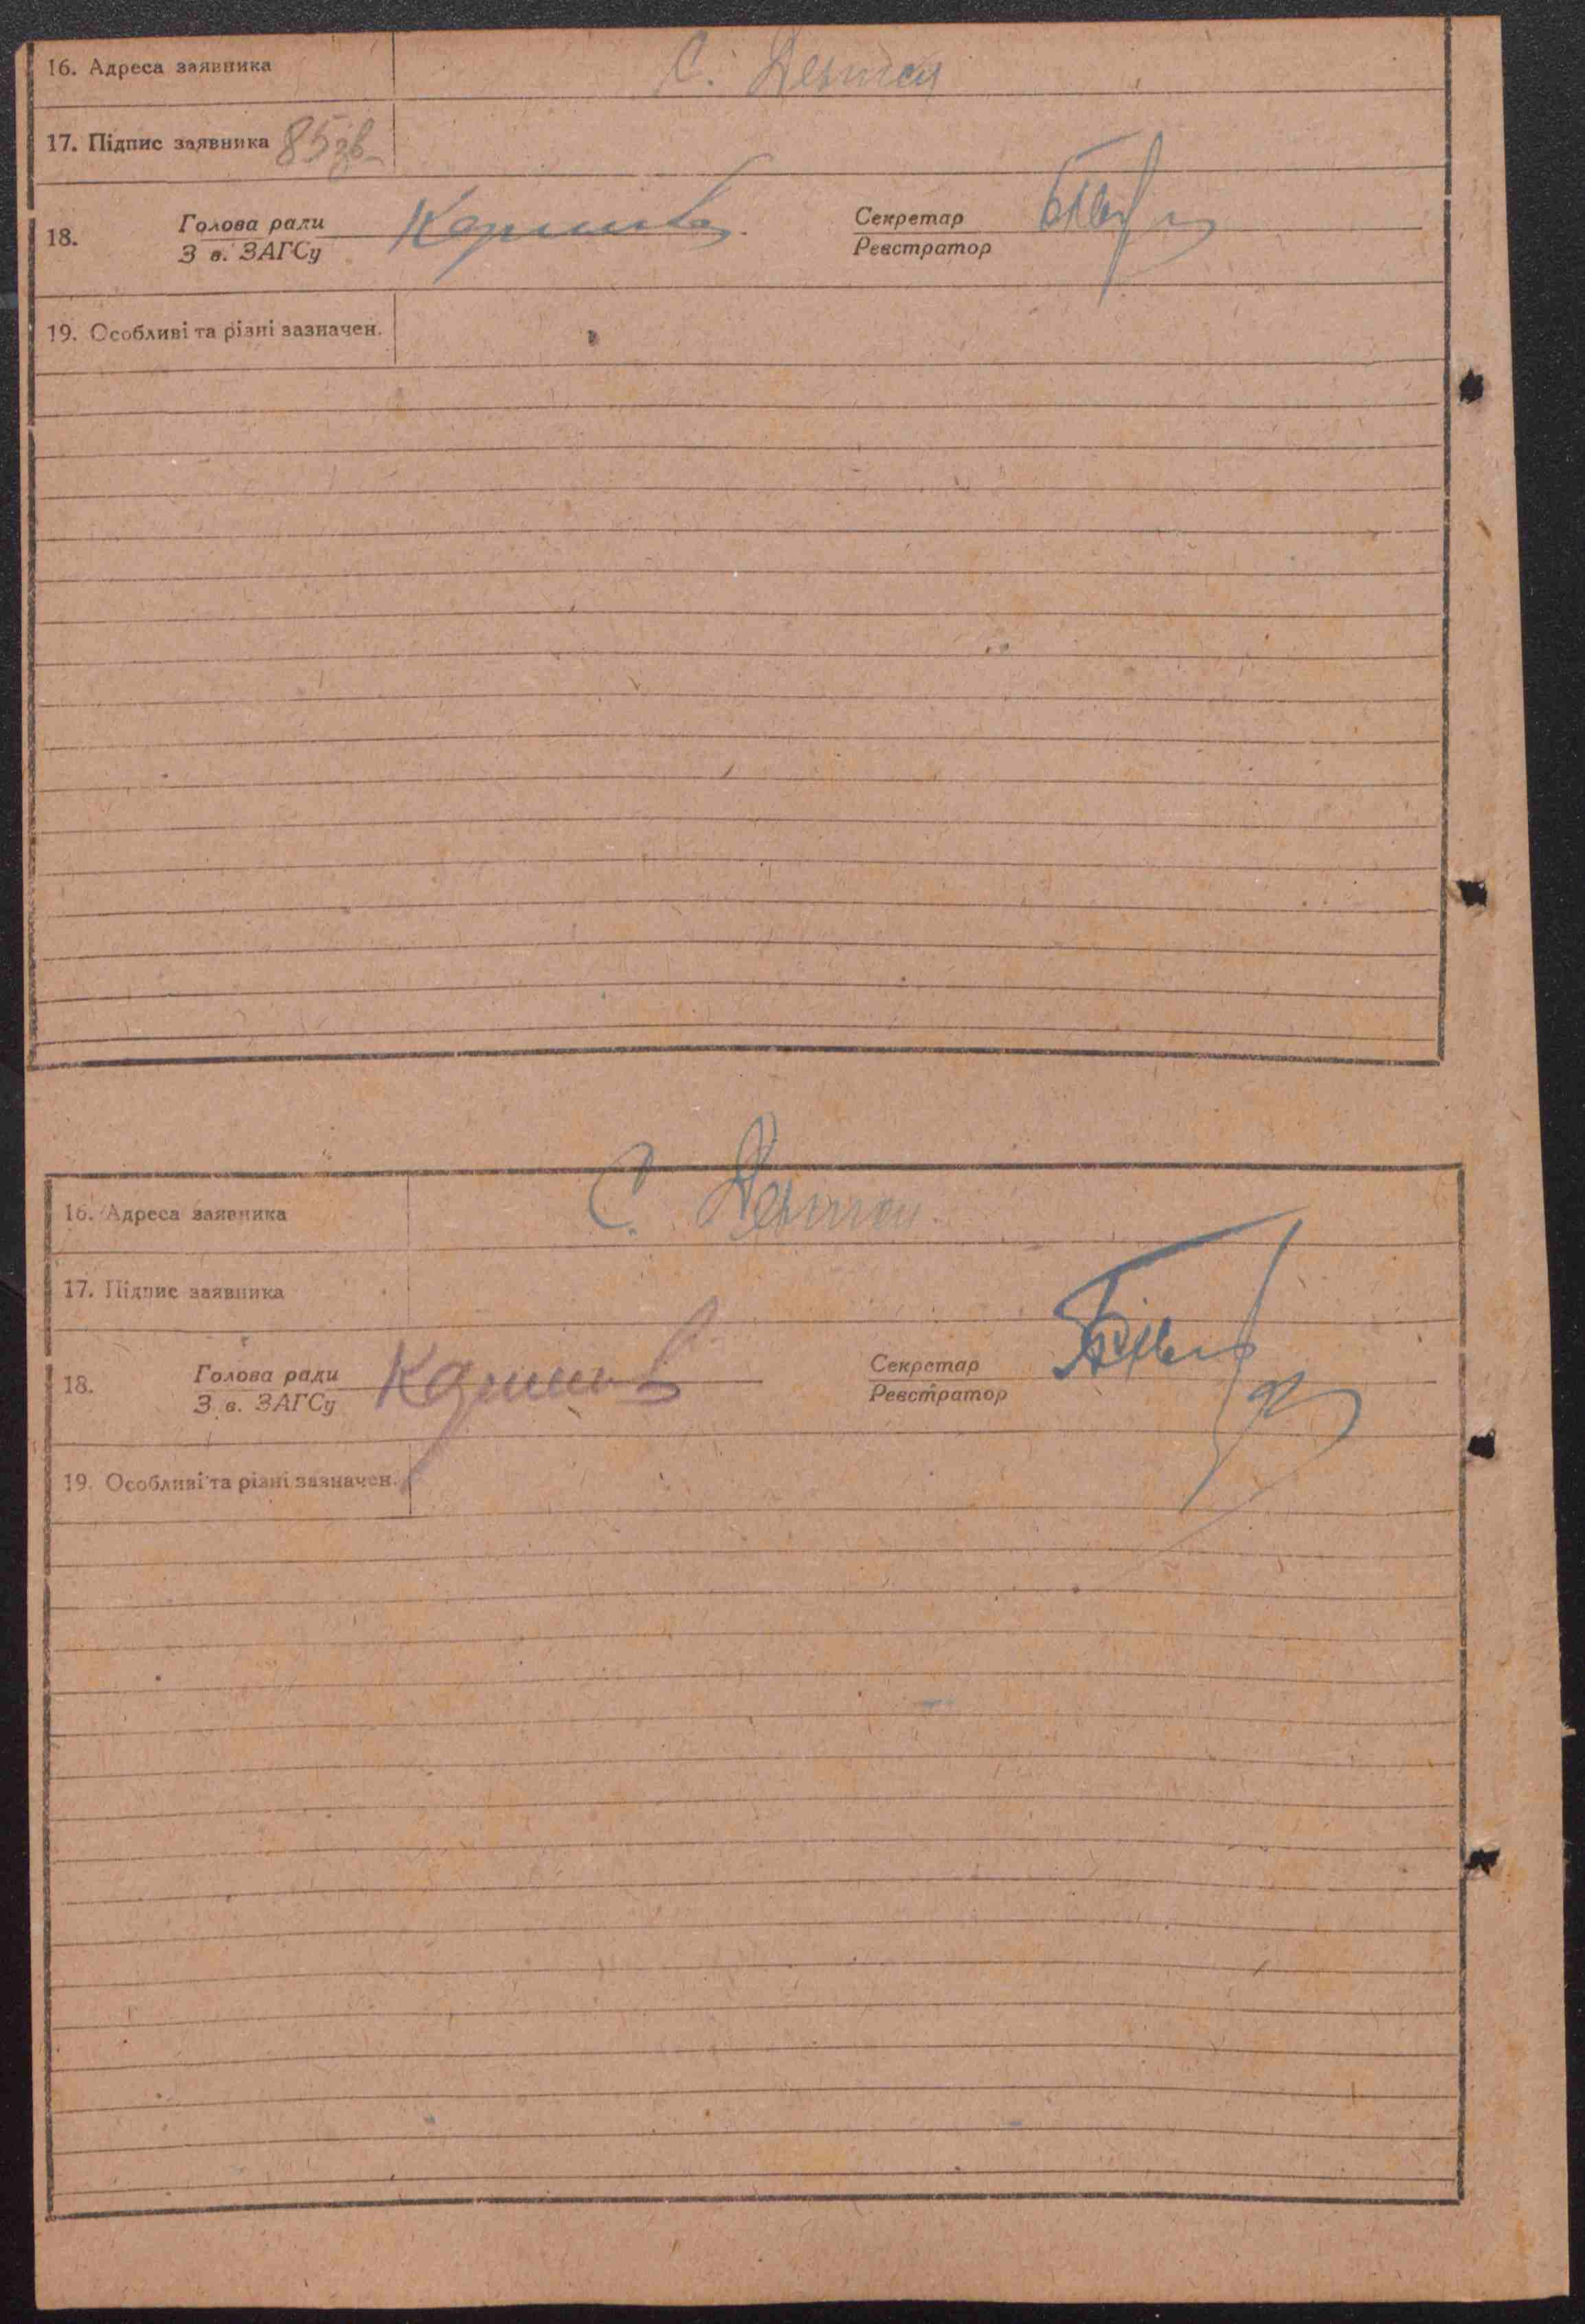 16. Адреса заявника
С.
17. Підпис заявника 85зв
18. Голова ради
З в. ЗАГСу
Секретар
Реєстратор
19. Особливі та різні зазначен.
С.
16. Адреса заявника
17. Підпис заявника
18. Голова ради
З. в. ЗАГСу
Секретар
Реєстратор
19. Особливі та різні зазначен.